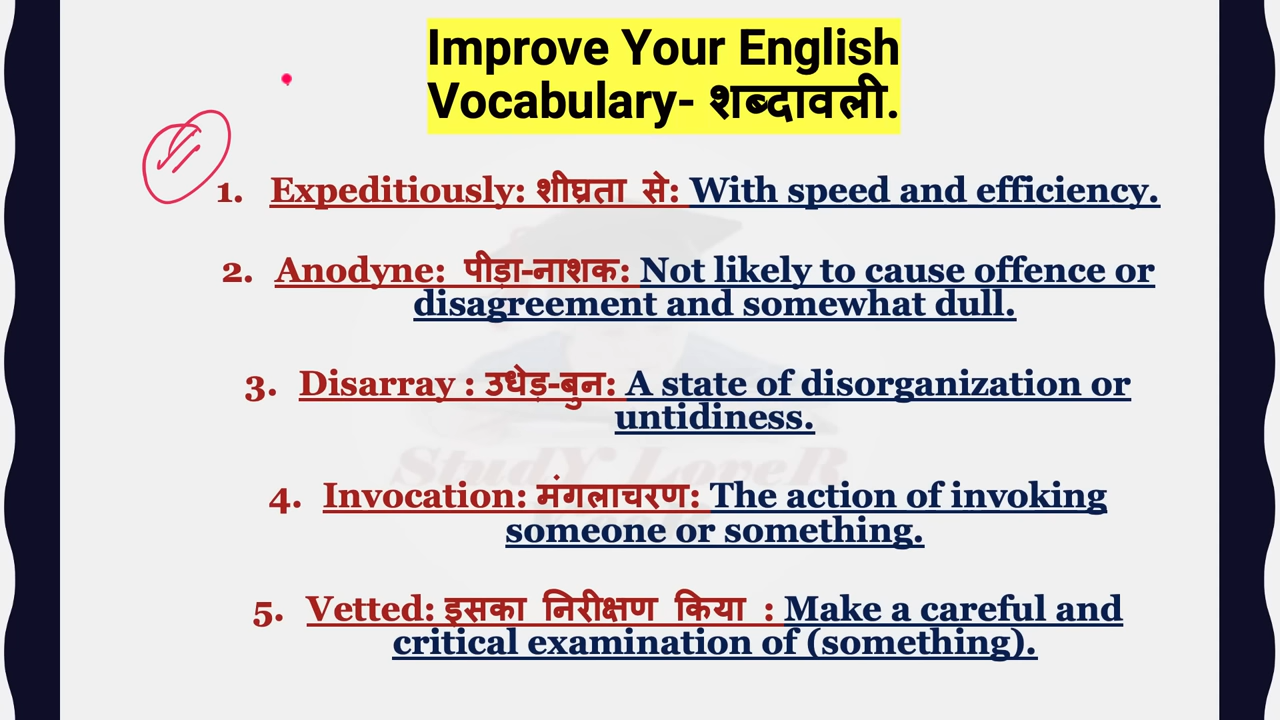 Improve Your English
Vocabulary- शब्दावली.
1. Expeditiously: शीघ्रता से: With speed and efficiency.
2. Anodyne: पीड़ा-नाशक: Not likely to cause offence or
disagreement and somewhat dull.
3. Disarray : उधेड़-बुन: A state of disorganization or
untidiness.
StudY LoveR
4. Invocation: मंगलाचरण: The action of invoking
someone or something.
5. Vetted: इसका निरीक्षण किया : Make a careful and
critical examination of (something).